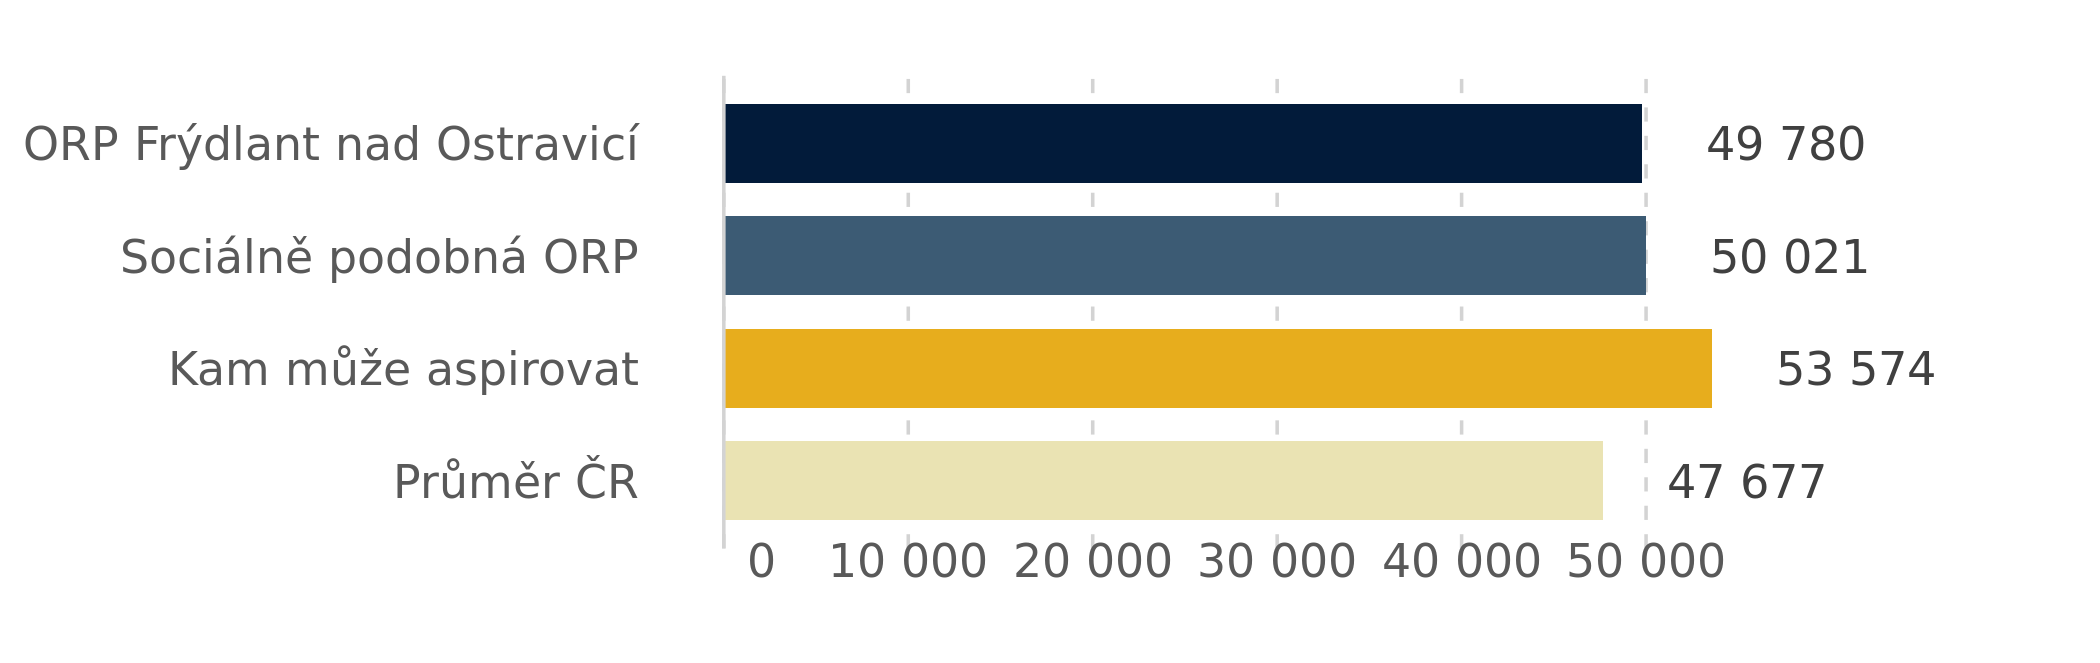 ORP Frýdlant nad Ostravicí 49 780
Sociálně podobná ORP 50 021
Kam může aspirovat 53 574
Průměr ČR 47 677
0 10 000 20 000 30 000 40 000 50 000